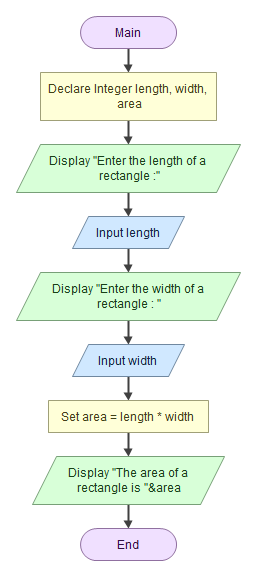 Main
Declare Integer length, width,
area
Display "Enter the length of a
rectangle :"
Input length
Display "Enter the width of a
rectangle : "
Input width
Set area = length * width
Display "The area of a
rectangle is "&area
End